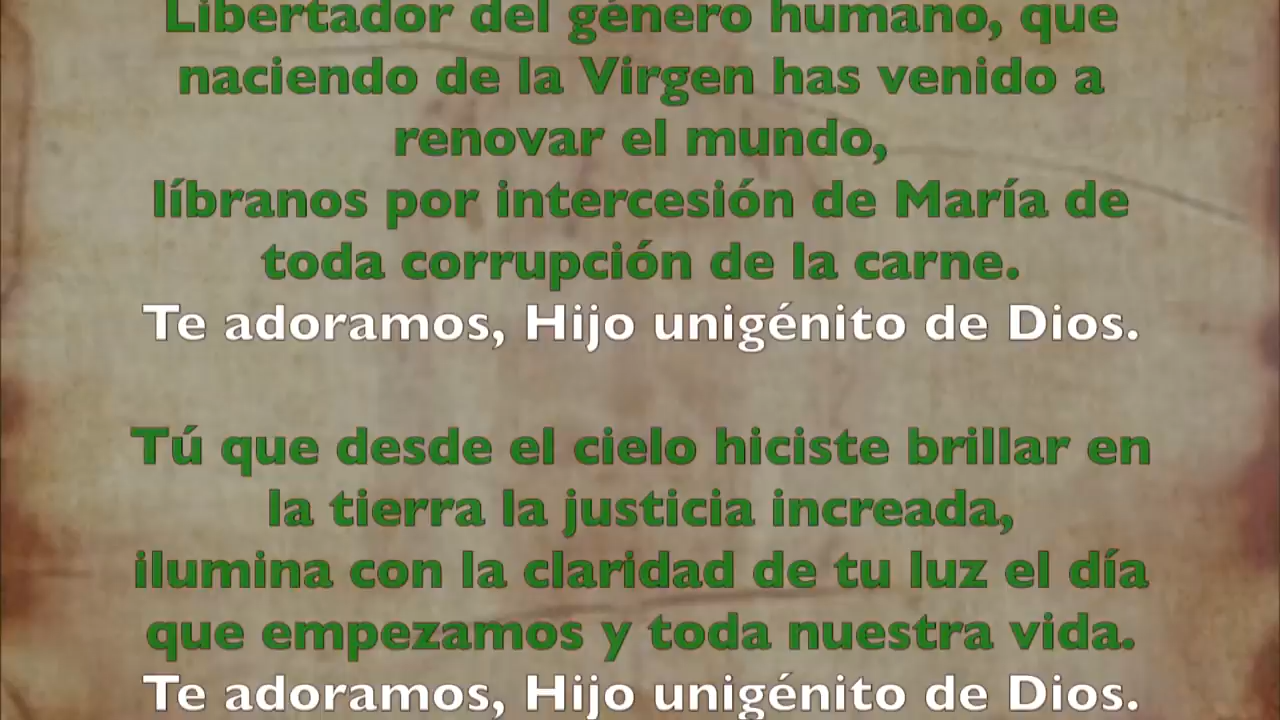 Libertador del género humano, que
naciendo de la Virgen has venido a
renovar el mundo,
líbranos por intercesión de María de
toda corrupción de la carne.
Te adoramos, Hijo unigénito de Dios.
Tú que desde el cielo hiciste brillar en
la tierra la justicia increada,
ilumina con la claridad de tu luz el día
que empezamos y toda nuestra vida.
Te adoramos, Hijo unigénito de Dios.